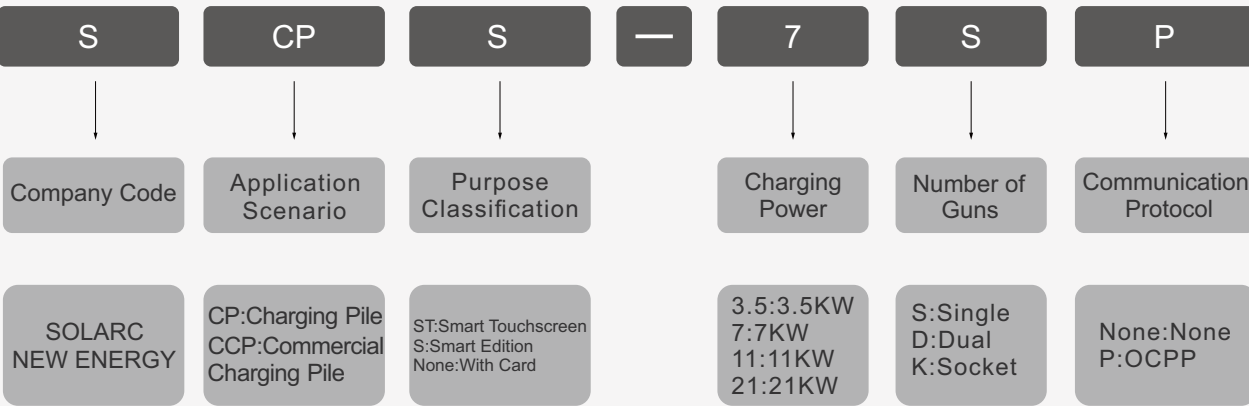 S CP S — 7 S P
Company Code
Application
Scenario
Purpose
Classification
Charging
Power
Number of
Guns
Communication
Protocol
SOLARC
NEW ENERGY
CP:Charging Pile
CCP:Commercial
Charging Pile
ST:Smart Touchscreen
S:Smart Edition
None:With Card
3.5:3.5KW
7:7KW
11:11KW
21:21KW
S:Single
D:Dual
K:Socket
None:None
P:OCPP